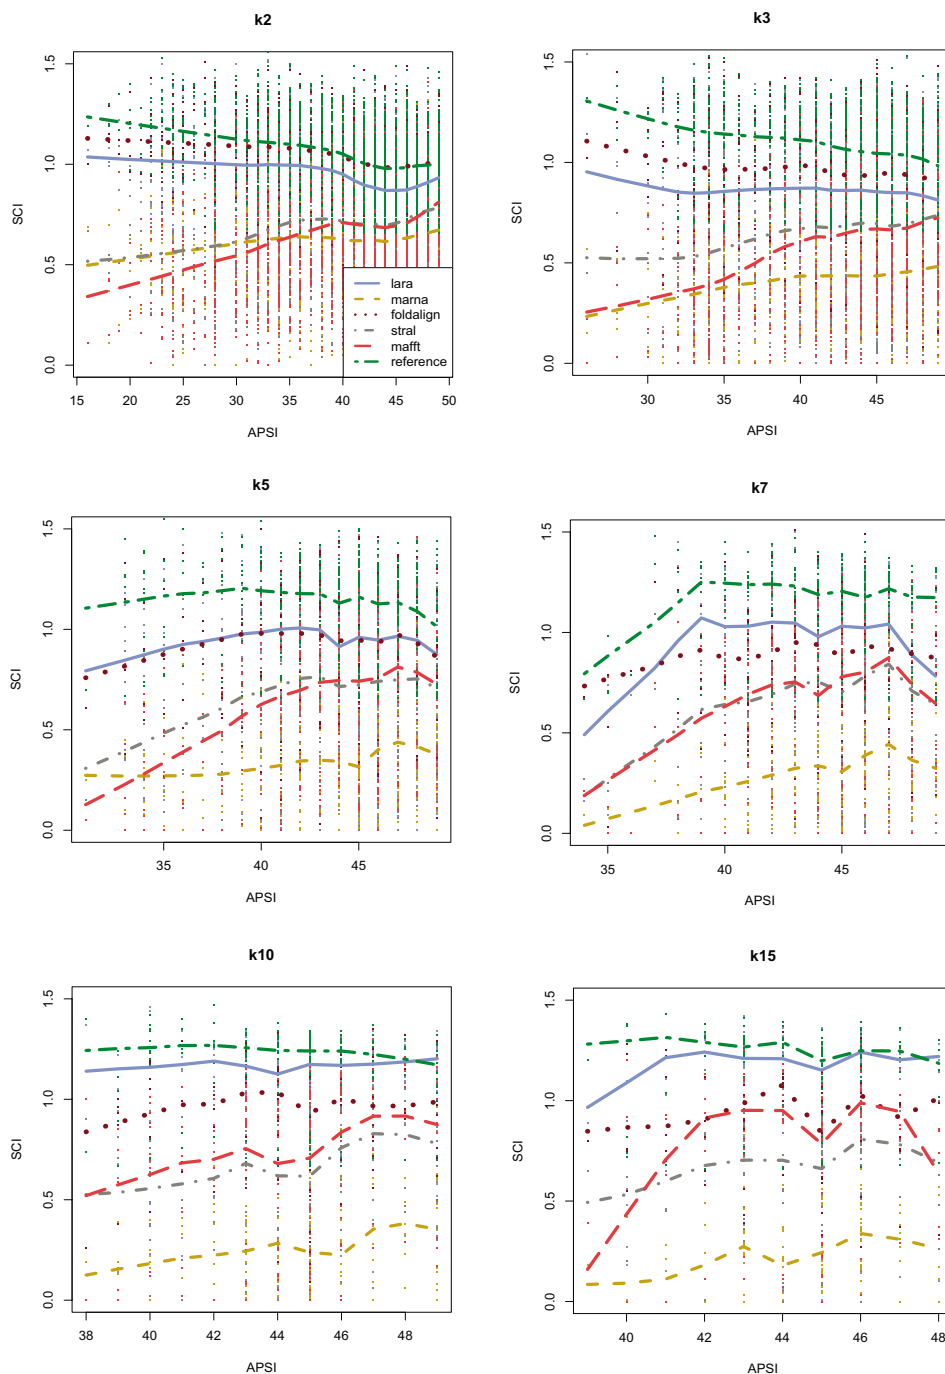 k2
1.5
1.0
0.5
0.0
SCI
lara
marna
foldalign
stral
mafft
reference
15 20 25 30 35 40 45 50
APSI
k3
1.5
1.0
0.5
0.0
SCI
30 35 40 45
APSI
k5
1.5
1.0
0.5
0.0
SCI
35 40 45
APSI
k7
1.5
1.0
0.5
0.0
SCI
35 40 45
APSI
k10
1.5
1.0
0.5
0.0
SCI
38 40 42 44 46 48
APSI
k15
1.5
1.0
0.5
0.0
SCI
40 42 44 46 48
APSI